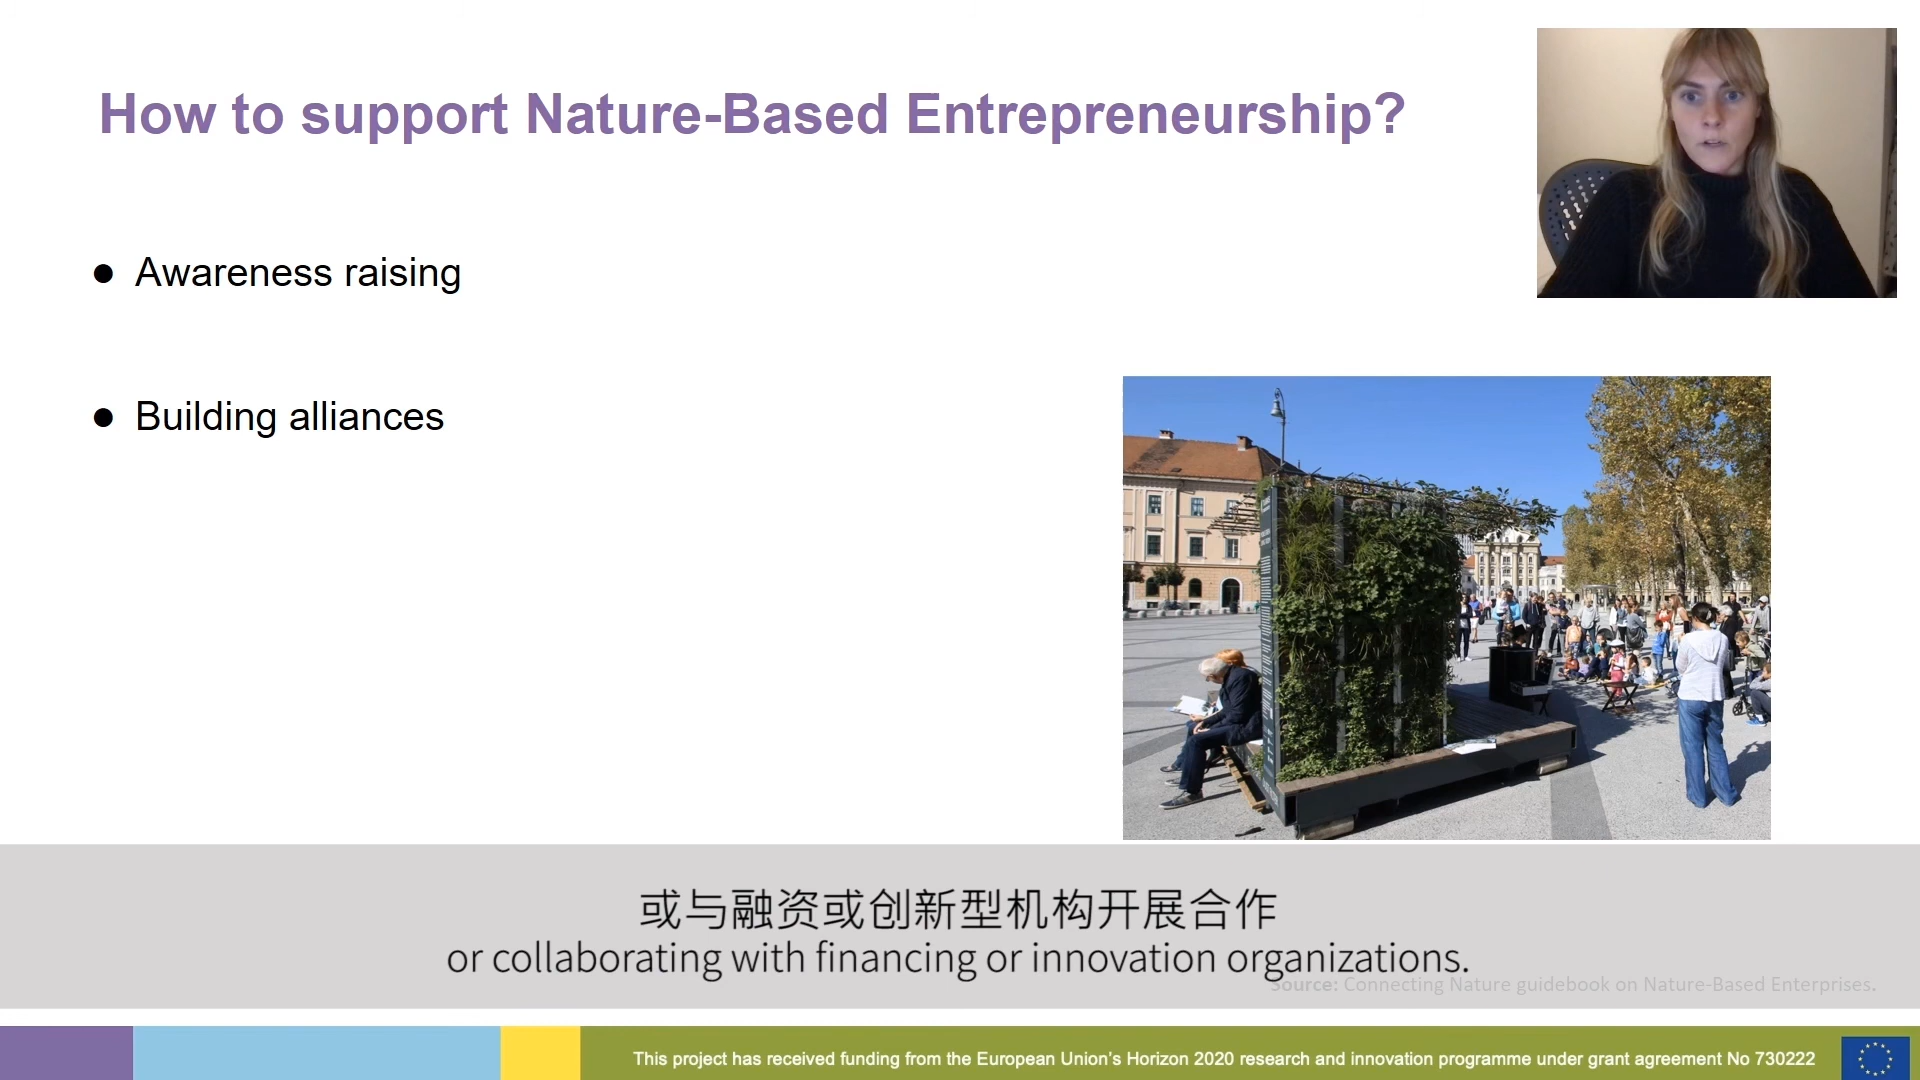 How to support Nature-Based Entrepreneurship?
● Awareness raising
● Building alliances
或与融资或创新型机构开展合作
or collaborating with financing or innovation organizations.
Source: Connecting Nature guidebook on Nature-Based Enterprises.
This project has received funding from the European Union's Horizon 2020 research and innovation programme under grant agreement No 730222